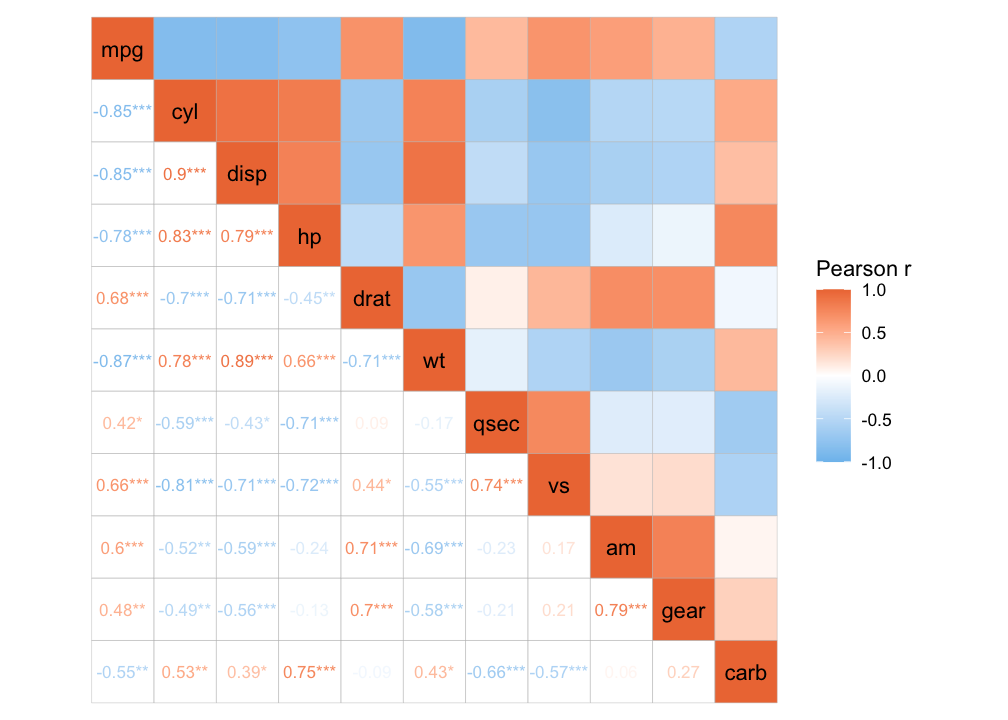 mpg
-0.85*** cyl
-0.85*** 0.9*** disp
-0.78*** 0.83*** 0.79*** hp
0.68*** -0.7*** -0.71*** -0.45** drat
-0.87*** 0.78*** 0.89*** 0.66*** -0.71*** wt
0.42* -0.59*** -0.43* -0.71*** 0.09 -0.17 qsec
0.66*** -0.81*** -0.71*** -0.72*** 0.44* -0.55*** 0.74*** vs
0.6*** -0.52** -0.59*** -0.24 0.71*** -0.69*** -0.23 0.17 am
0.48** -0.49** -0.56*** -0.13 0.7*** -0.58*** -0.21 0.21 0.79*** gear
-0.55** 0.53** 0.39* 0.75*** -0.09 0.43* -0.66*** -0.57*** 0.06 0.27 carb
Pearson r
1.0
0.5
0.0
-0.5
-1.0